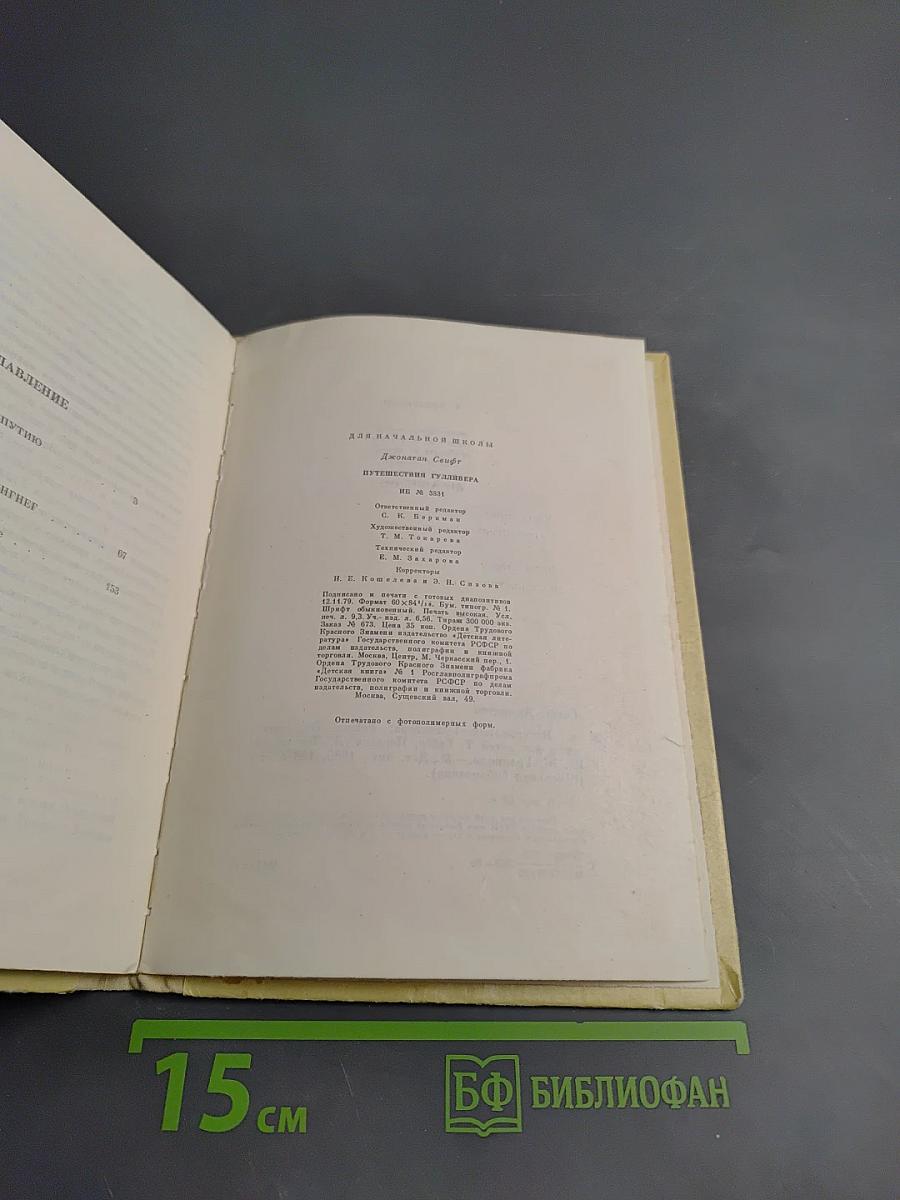 ДЛЯ НАЧАЛЬНОЙ ШКОЛЫ
Джонатан Свифт
ПУТЕШЕСТВИЯ ГУЛЛИВЕРА
ИБ № 3831
Ответственный редактор
С. К. Бариман
Художественный редактор
Т. М. Токарева
Технический редактор
Е. М. Захарова
Корректоры
Н. Е. Кошелева и Э. Н. Сизова
Подписано к печати с готовых диапозитивов
12.11.79. Формат 60×84¹/₁₆. Бум. типогр. № 1.
Шрифт обыкновенный. Печать высокая. Усл.
печ. л. 9,3. Уч.-изд. л. 6,56. Тираж 300 000 экз.
Заказ № 673. Цена 35 коп. Ордена Трудового
Красного Знамени издательство «Детская лите-
ратура» Государственного комитета РСФСР по
делам издательств, полиграфии и книжной
торговли. Москва, Центр, М. Черкасский пер., 1.
Ордена Трудового Красного Знамени фабрика
«Детская книга» № 1 Росглавполиграфпрома
Государственного комитета РСФСР по делам
издательств, полиграфии и книжной торговли.
Москва, Сущевский вал, 49.
Отпечатано с фотополимерных форм.
ЛАВЛЕНИЕ
ПУТИЮ
3
НГНЕГ
67
153
15 см
БФ БИБЛИОФАН